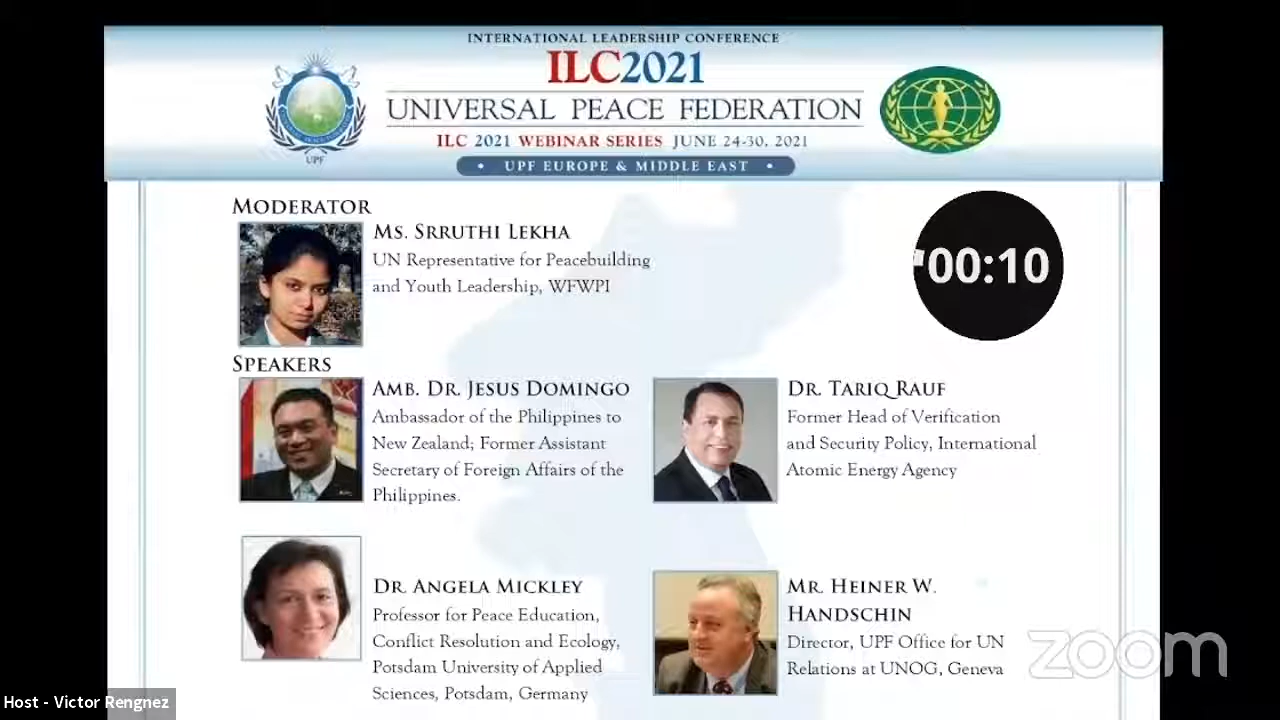 INTERNATIONAL LEADERSHIP CONFERENCE
ILC2021
UNIVERSAL PEACE FEDERATION
ILC 2021 WEBINAR SERIES JUNE 24-30, 2021
• UPF EUROPE & MIDDLE EAST •
UPF
MODERATOR
MS. SRRUTHI LEKHA
UN Representative for Peacebuilding
and Youth Leadership, WFWPI
00:10
SPEAKERS
AMB. DR. JESUS DOMINGO
Ambassador of the Philippines to
New Zealand; Former Assistant
Secretary of Foreign Affairs of the
Philippines.
DR. TARIQ RAUF
Former Head of Verification
and Security Policy, International
Atomic Energy Agency
DR. ANGELA MICKLEY
Professor for Peace Education,
Conflict Resolution and Ecology,
Potsdam University of Applied
Sciences, Potsdam, Germany
MR. HEINER W.
HANDSCHIN
Director, UPF Office for UN
Relations at UNOG, Geneva
zoom
Host - Victor Rengnez